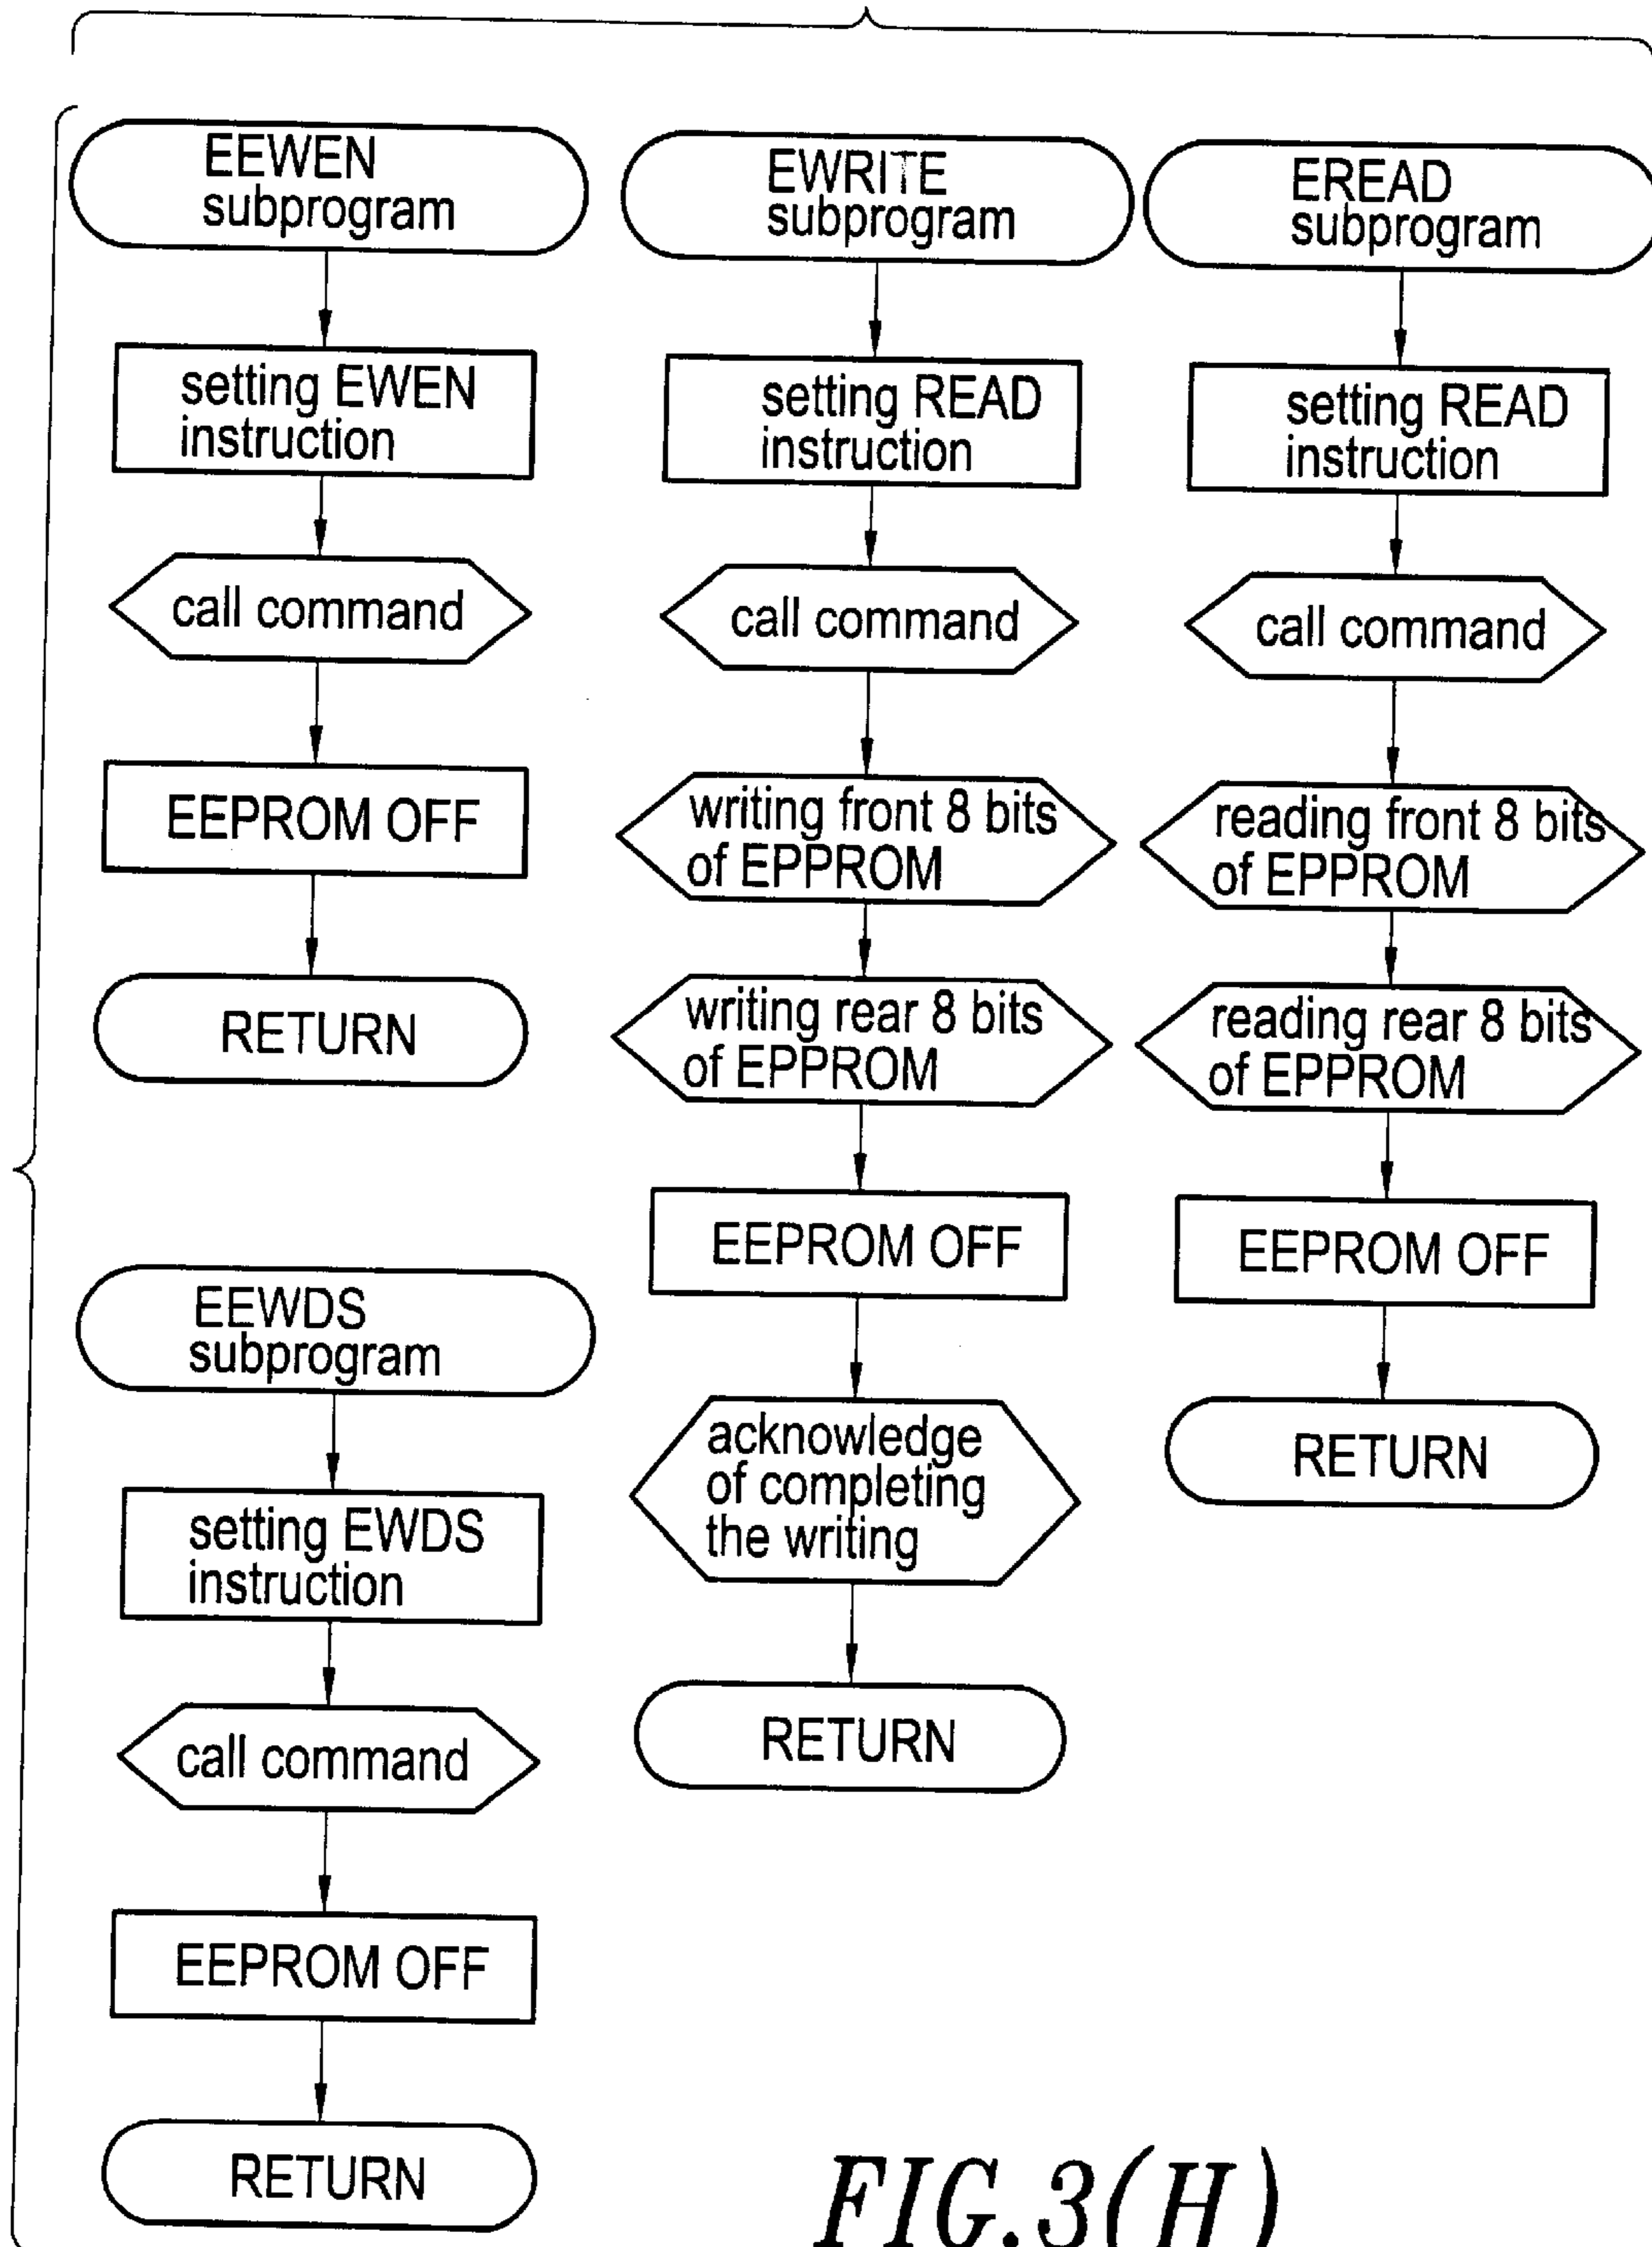 EEWEN
subprogram
setting EWEN
instruction
call command
EEPROM OFF
RETURN
EEWDS
subprogram
setting EWDS
instruction
call command
EEPROM OFF
RETURN
EWRITE
subprogram
setting READ
instruction
call command
writing front 8 bits
of EPPROM
writing rear 8 bits
of EPPROM
EEPROM OFF
acknowledge
of completing
the writing
RETURN
EREAD
subprogram
setting READ
instruction
call command
reading front 8 bits
of EPPROM
reading rear 8 bits
of EPPROM
EEPROM OFF
RETURN
FIG.3(H)